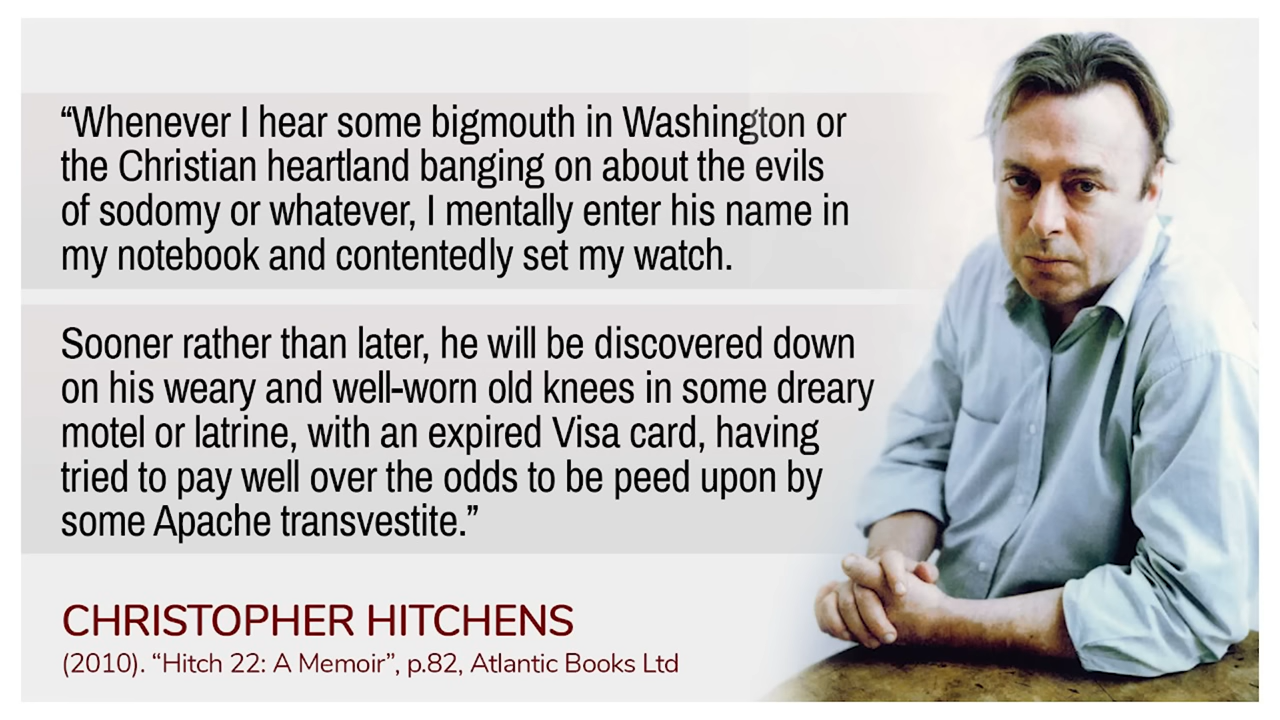 “Whenever I hear some bigmouth in Washington or
the Christian heartland banging on about the evils
of sodomy or whatever, I mentally enter his name in
my notebook and contentedly set my watch.
Sooner rather than later, he will be discovered down
on his weary and well-worn old knees in some dreary
motel or latrine, with an expired Visa card, having
tried to pay well over the odds to be peed upon by
some Apache transvestite.”
CHRISTOPHER HITCHENS
(2010). “Hitch 22: A Memoir”, p.82, Atlantic Books Ltd